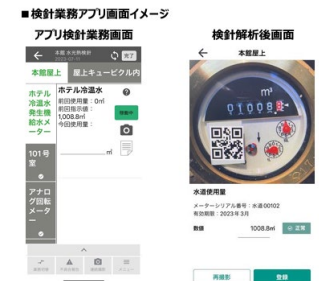 ■検針業務アプリ画面イメージ
アプリ検針業務画面
検針解析後画面
本館 水光熱検針
完了
本館屋上
屋上キュービクル内
ホテル
冷温水
発生機
給水メ
ーター
ホテル冷温水
前回使用量：0㎥
前回指示値：
1,008.8㎥
今回使用量：
㎥
101号
室
アナロ
グ回転
メータ
ー
メニュー
本館屋上
m³
水道使用量
メーターシリアル番号：水道00102
有効期限：2023年3月
数値
1008.8㎥
正常
再撮影
登録